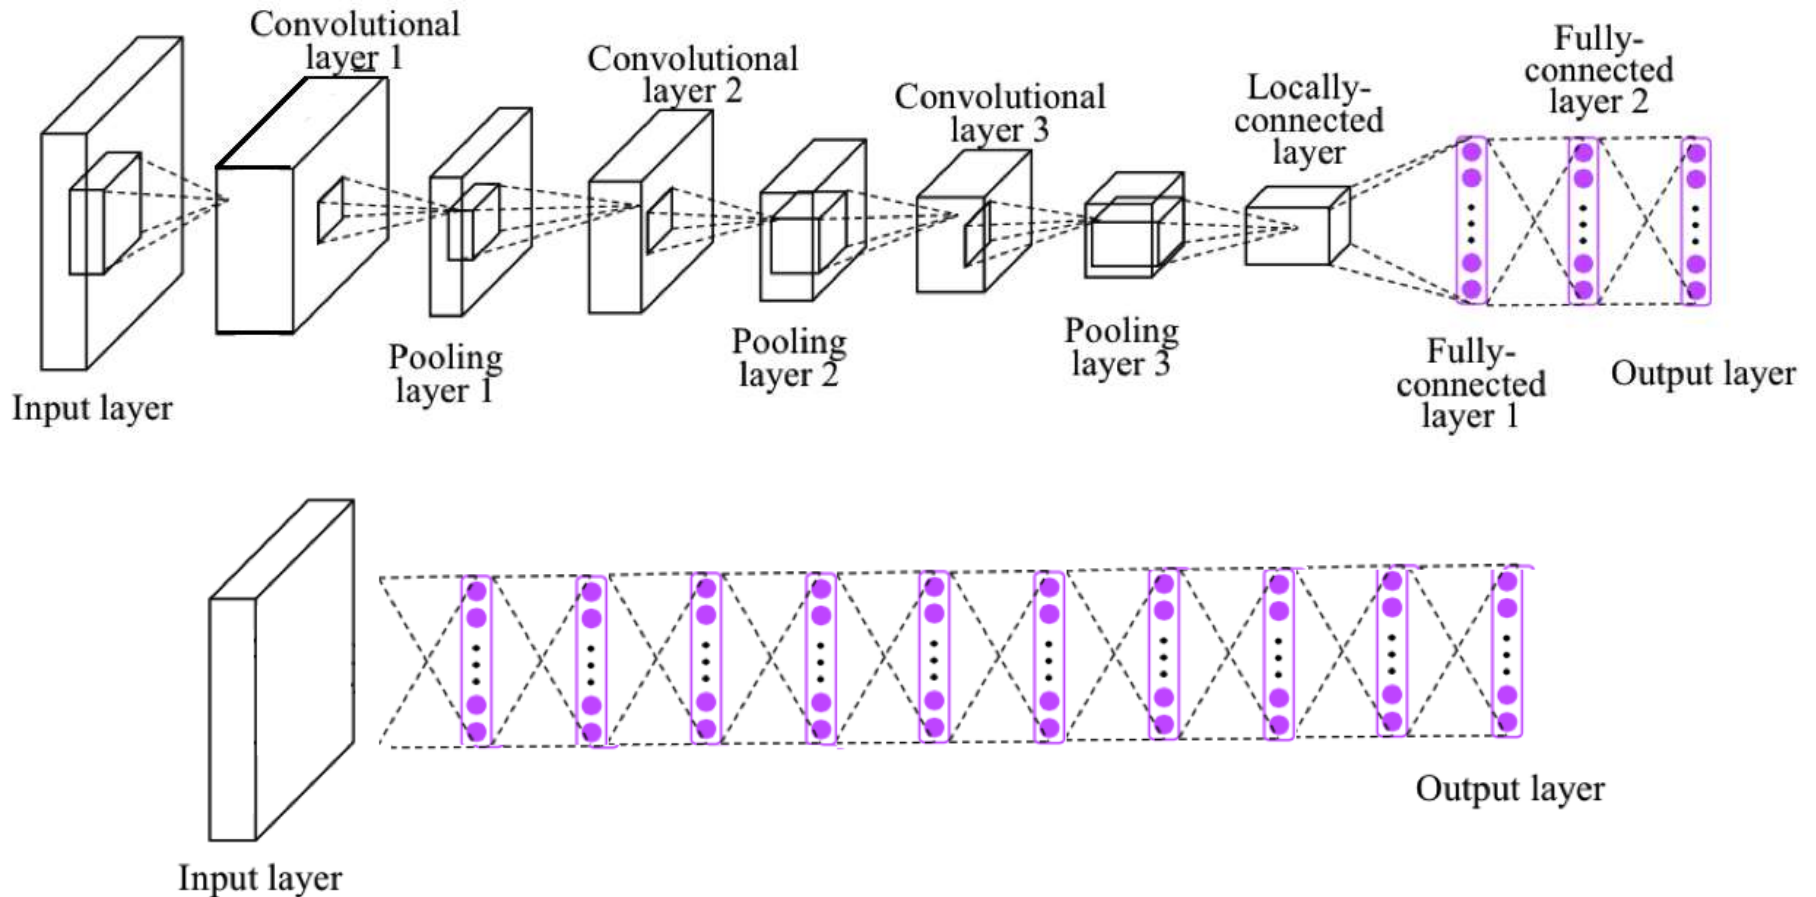 Convolutional
layer 1
Convolutional
layer 2
Convolutional
layer 3
Locally-
connected
layer
Fully-
connected
layer 2
Input layer
Pooling
layer 1
Pooling
layer 2
Pooling
layer 3
Fully-
connected
layer 1
Output layer
Input layer
Output layer